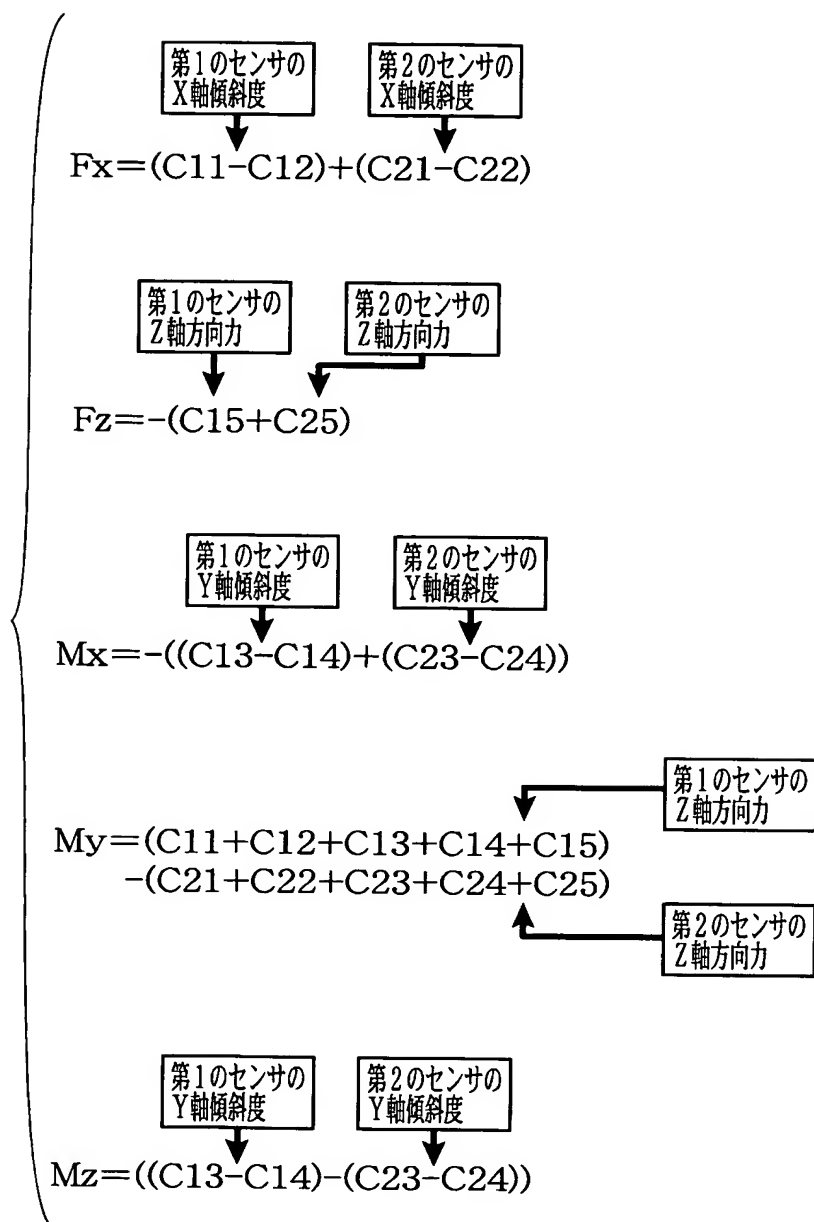 第1のセンサの
X軸傾斜度
第2のセンサの
X軸傾斜度
Fx=(C11-C12)+(C21-C22)
第1のセンサの
Z軸方向力
第2のセンサの
Z軸方向力
Fz=-(C15+C25)
第1のセンサの
Y軸傾斜度
第2のセンサの
Y軸傾斜度
Mx=-((C13-C14)+(C23-C24))
第1のセンサの
Z軸方向力
My=(C11+C12+C13+C14+C15)
-(C21+C22+C23+C24+C25)
第2のセンサの
Z軸方向力
第1のセンサの
Y軸傾斜度
第2のセンサの
Y軸傾斜度
Mz=((C13-C14)-(C23-C24))